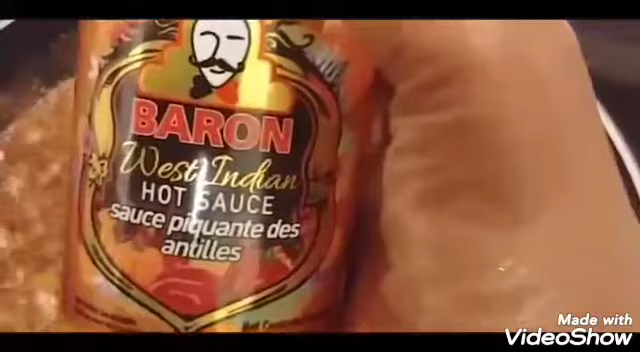 BARON
West Indian
HOT SAUCE
sauce piquante des
antilles
Made with
VideoShow